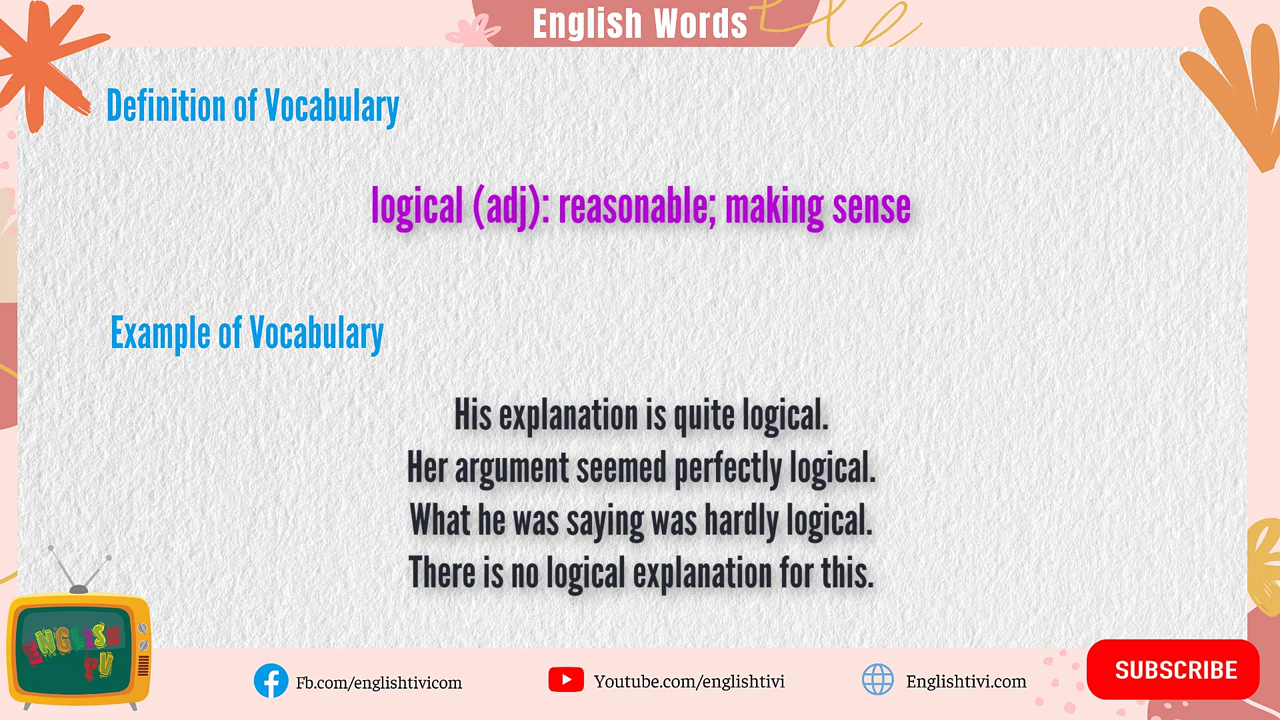 English Words
Definition of Vocabulary
logical (adj): reasonable; making sense
Example of Vocabulary
His explanation is quite logical.
Her argument seemed perfectly logical.
What he was saying was hardly logical.
There is no logical explanation for this.
ENGLISH
TV
Fb.com/englishtivicom
Youtube.com/englishtivi
Englishtivi.com
SUBSCRIBE